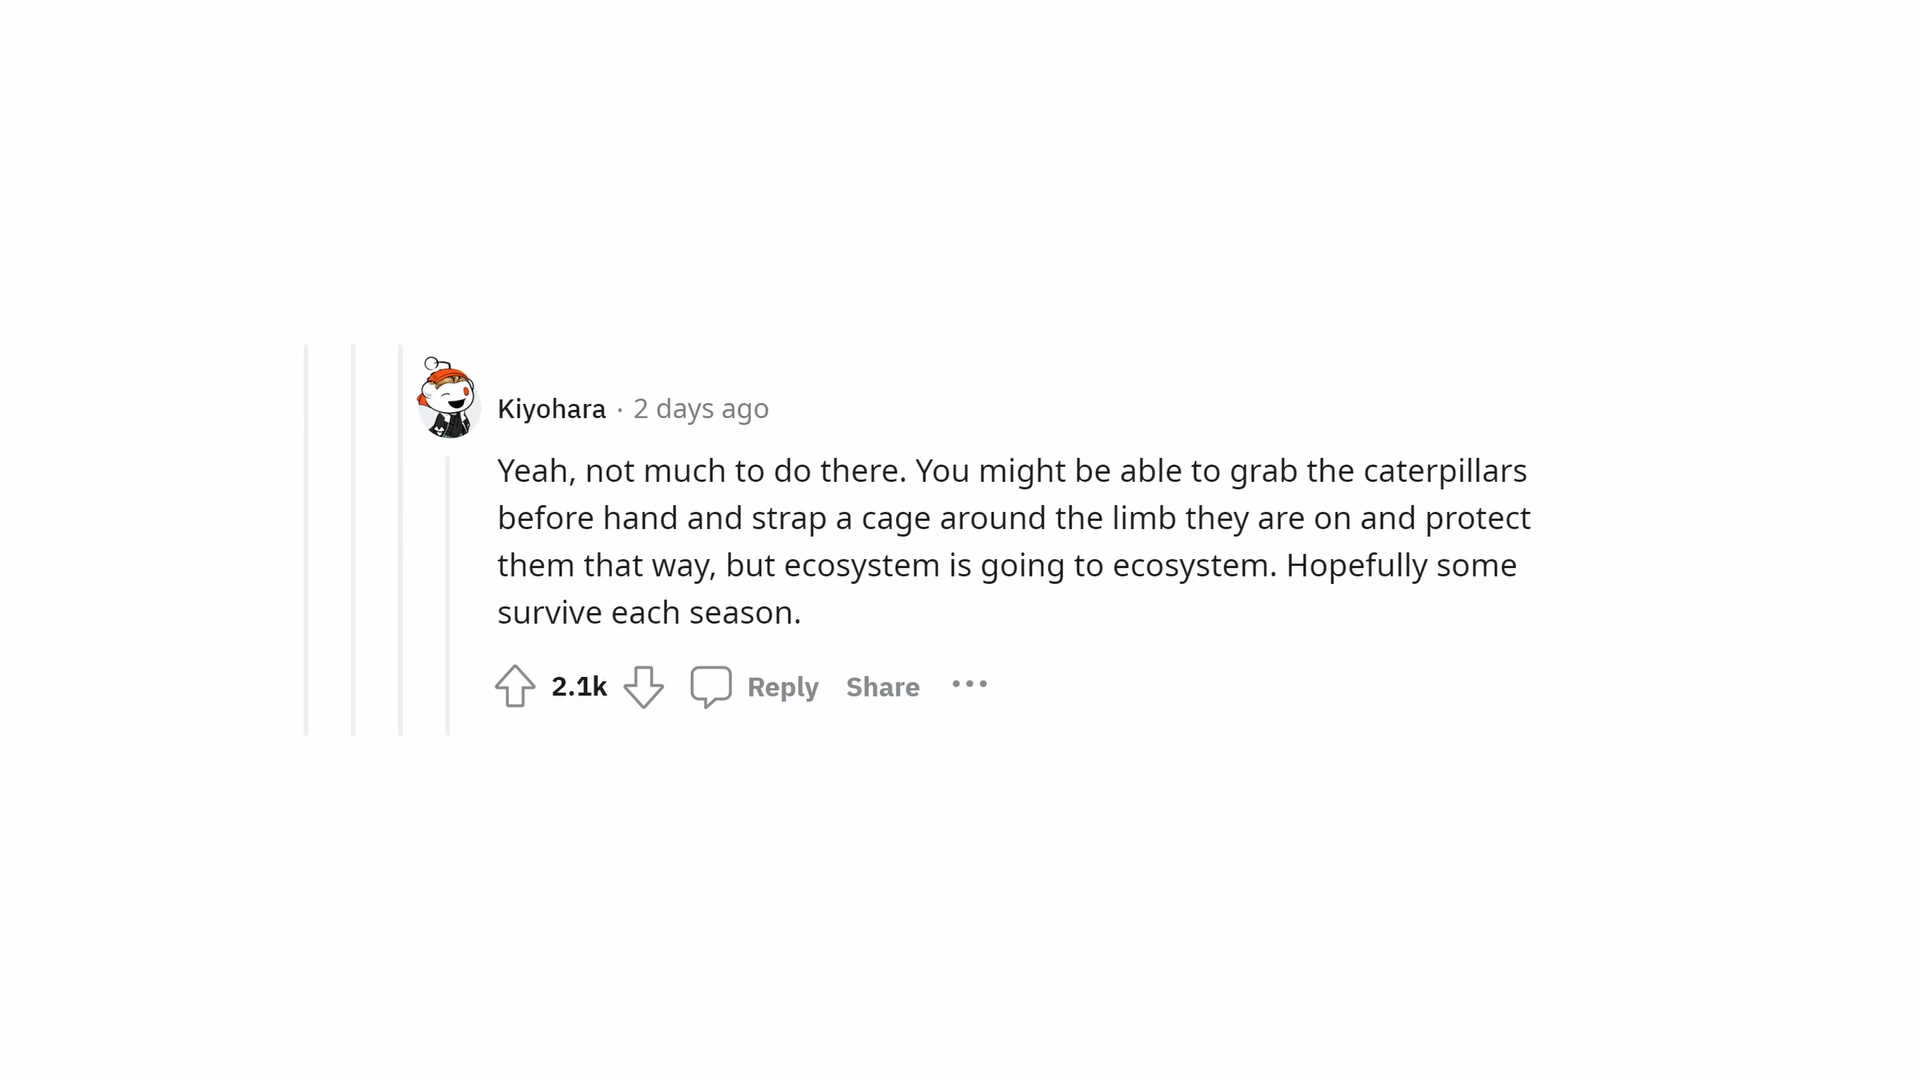 Kiyohara · 2 days ago
Yeah, not much to do there. You might be able to grab the caterpillars
before hand and strap a cage around the limb they are on and protect
them that way, but ecosystem is going to ecosystem. Hopefully some
survive each season.
2.1k Reply Share ...